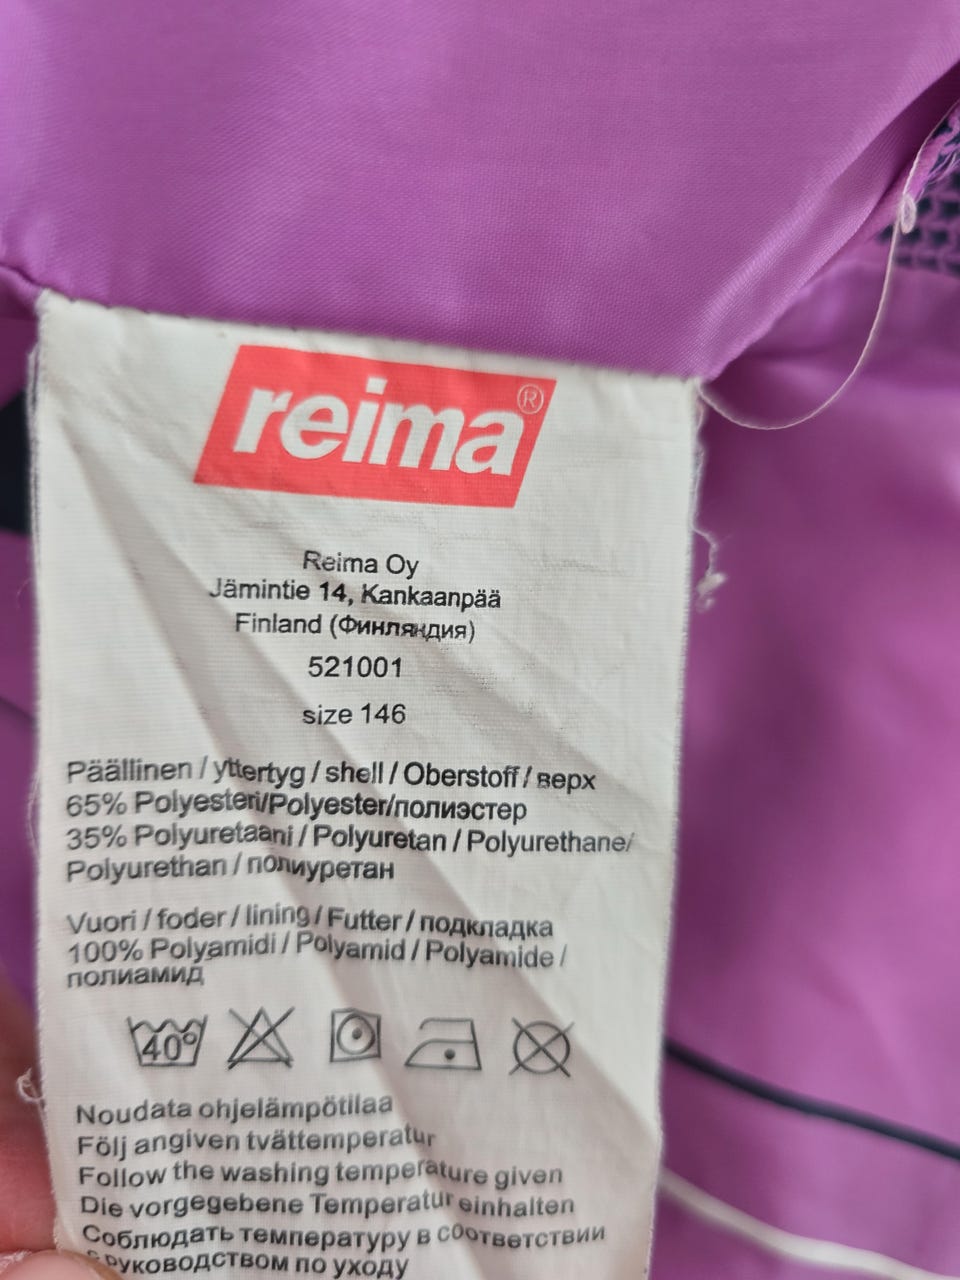 reima®
Reima Oy
Jämintie 14, Kankaanpää
Finland (Финляндия)
521001
size 146
Päällinen / yttertyg / shell / Oberstoff / верх
65% Polyesteri/Polyester/полиэстер
35% Polyuretaani / Polyuretan / Polyurethane/
Polyurethan / полиуретан
Vuori / foder / lining / Futter / подкладка
100% Polyamidi / Polyamid / Polyamide /
полиамид
40°
Noudata ohjelämpötilaa
Följ angiven tvättemperatur
Follow the washing temperature given
Die vorgegebene Temperatur einhalten
Соблюдать температуру в соответствии
с руководством по уходу